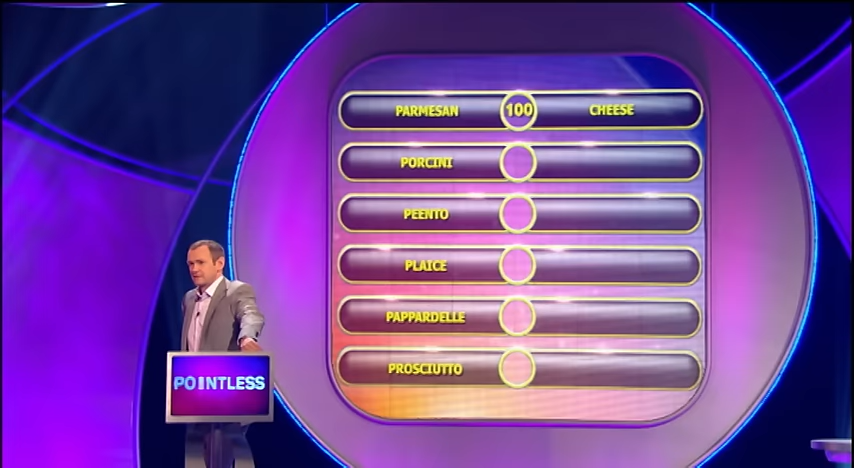 PARMESAN 100 CHEESE
PORCINI
PEENTO
PLAICE
PAPPARDELLE
PROSCIUTTO
POINTLESS